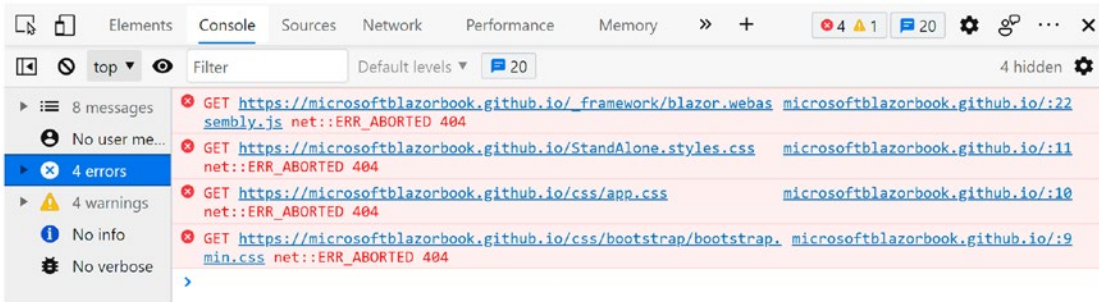 Elements Console Sources Network Performance Memory » + 4 1 20 ··· ×
top ▼ Filter Default levels ▼ 20 4 hidden
8 messages
No user me...
4 errors
4 warnings
No info
No verbose
GET https://microsoftblazorbook.github.io/_framework/blazor.webas microsoftblazorbook.github.io/:22
sembly.js net::ERR_ABORTED 404
GET https://microsoftblazorbook.github.io/StandAlone.styles.css microsoftblazorbook.github.io/:11
net::ERR_ABORTED 404
GET https://microsoftblazorbook.github.io/css/app.css microsoftblazorbook.github.io/:10
net::ERR_ABORTED 404
GET https://microsoftblazorbook.github.io/css/bootstrap/bootstrap. microsoftblazorbook.github.io/:9
min.css net::ERR_ABORTED 404